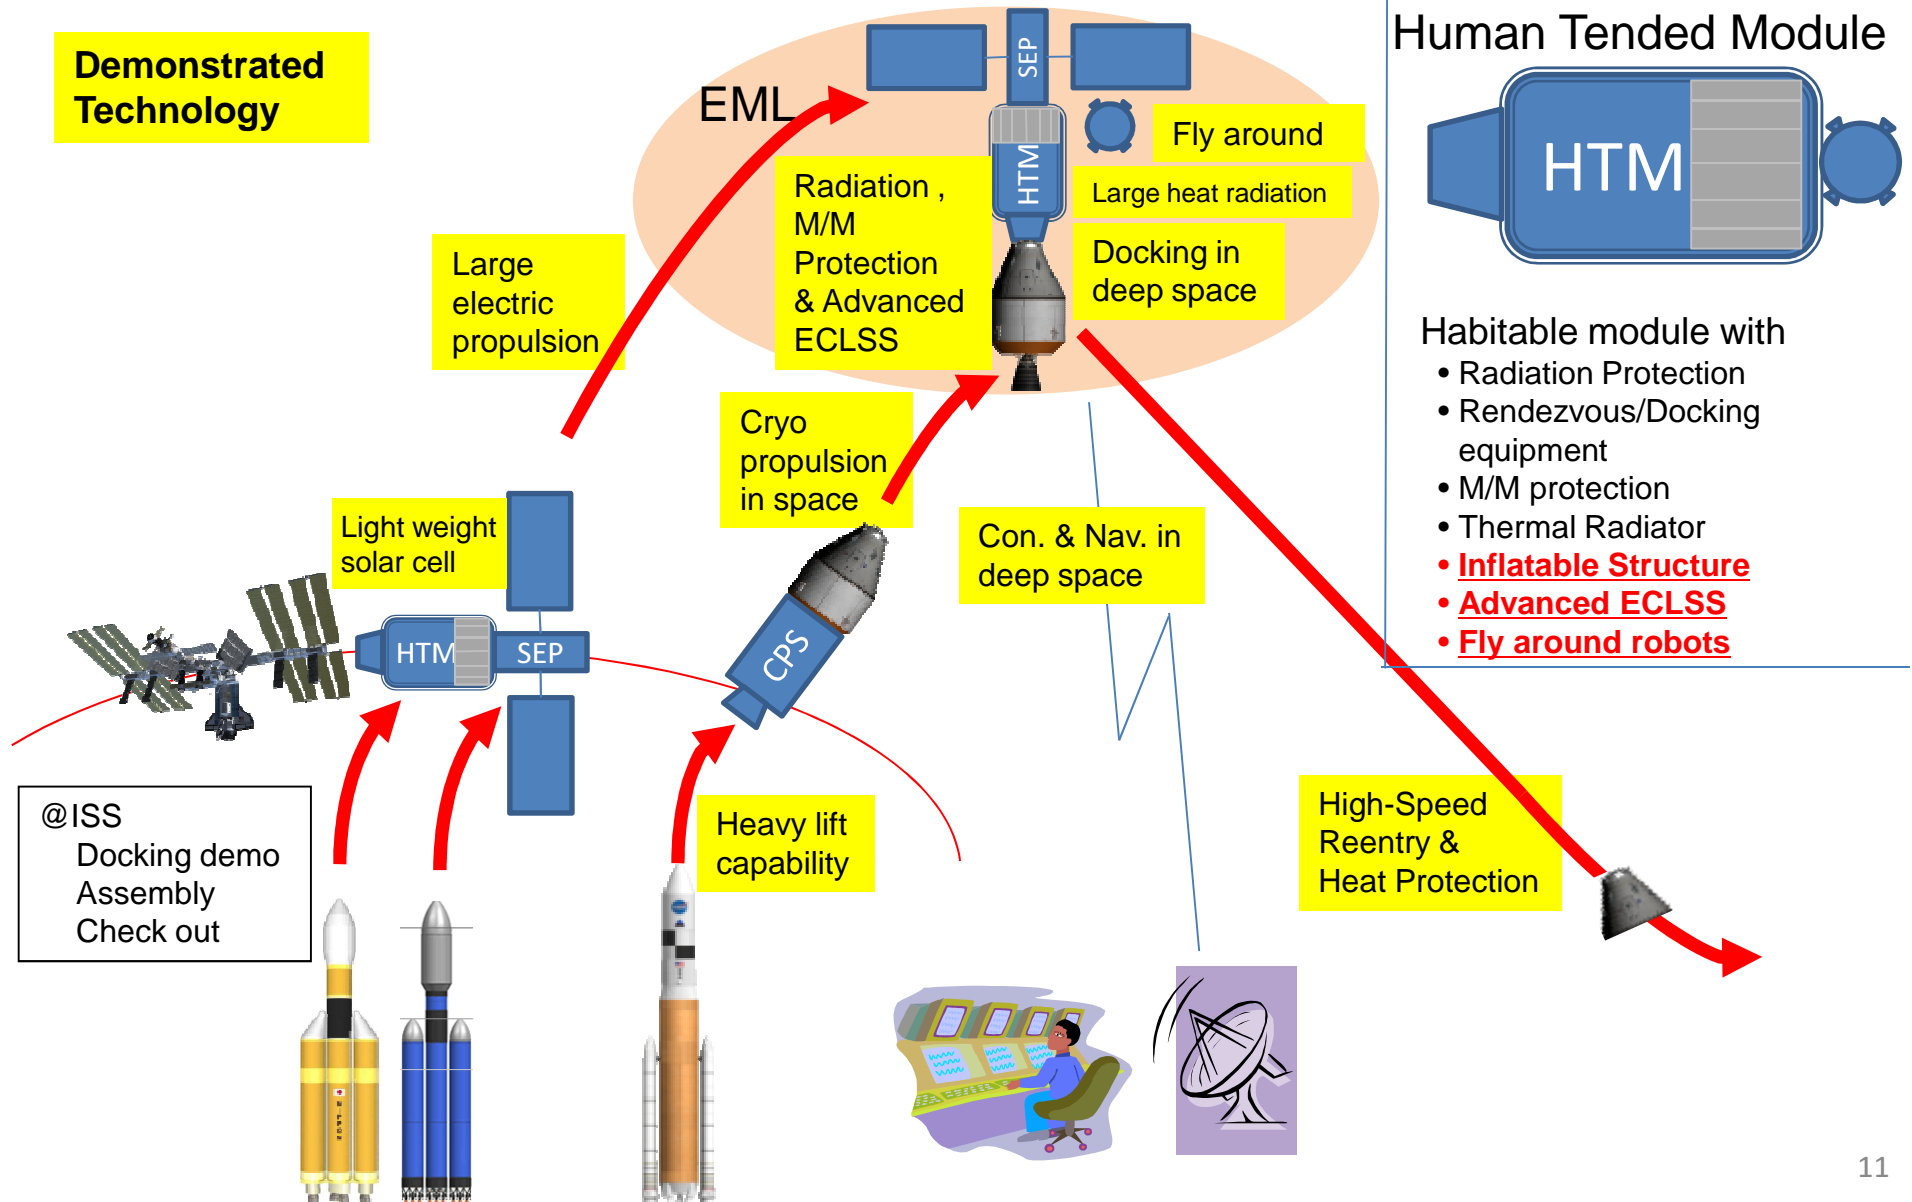 Demonstrated
Technology
EML
SEP
HTM
Fly around
Large heat radiation
Docking in
deep space
Radiation ,
M/M
Protection
& Advanced
ECLSS
Large
electric
propulsion
Cryo
propulsion
in space
Light weight
solar cell
HTM
SEP
CPS
Con. & Nav. in
deep space
@ISS
Docking demo
Assembly
Check out
Heavy lift
capability
High-Speed
Reentry &
Heat Protection
NIPPON
Human Tended Module
HTM
Habitable module with
• Radiation Protection
• Rendezvous/Docking
equipment
• M/M protection
• Thermal Radiator
• Inflatable Structure
• Advanced ECLSS
• Fly around robots
11